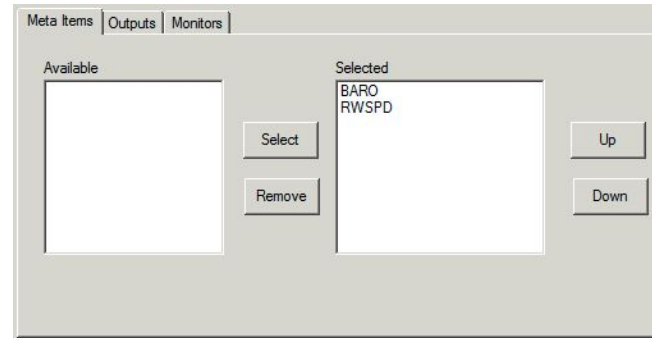 Meta Items Outputs Monitors
Available Selected
BARO
RWSPD
Select Up
Remove Down